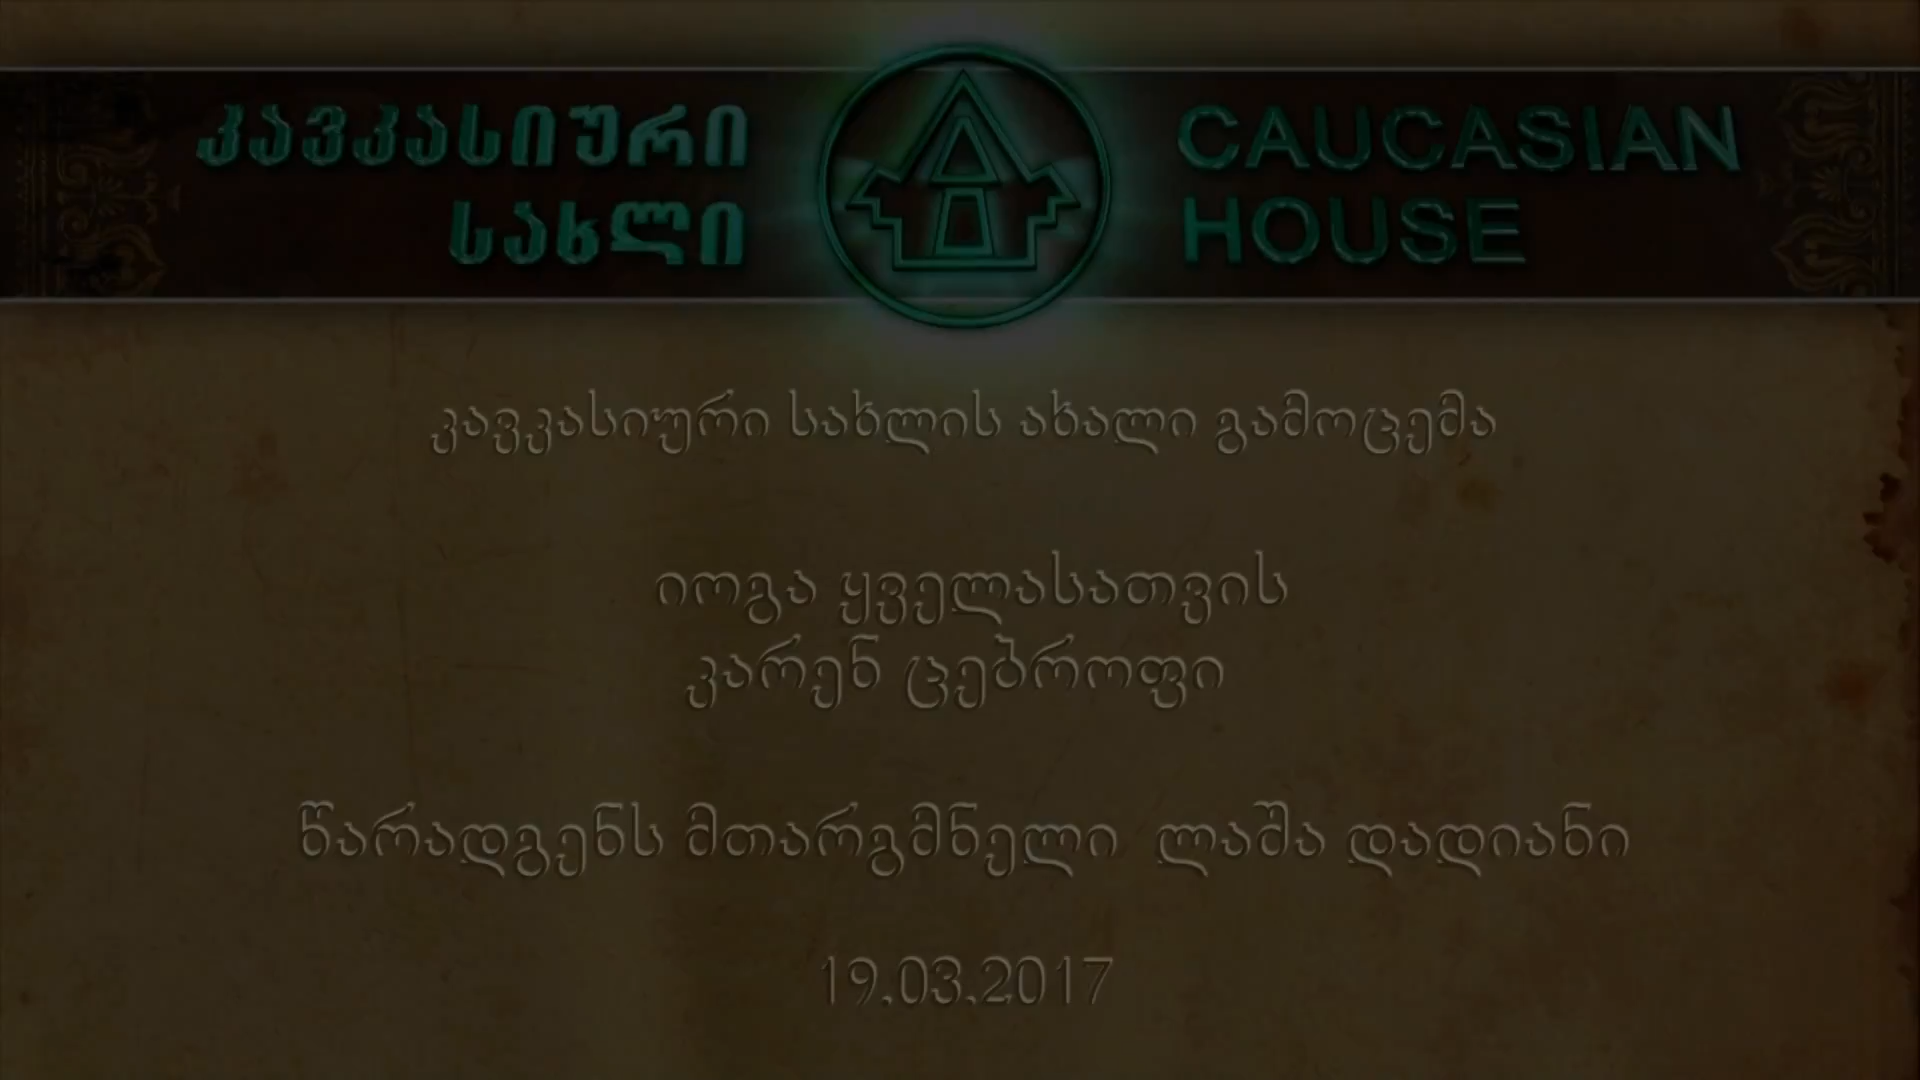 კავკასიური
სახლი
CAUCASIAN
HOUSE
კავკასიური სახლის ახალი გამოცემა
იოგა ყველასათვის
კარენ ცებროფი
წარადგენს მთარგმნელი ლაშა დადიანი
19.03.2017